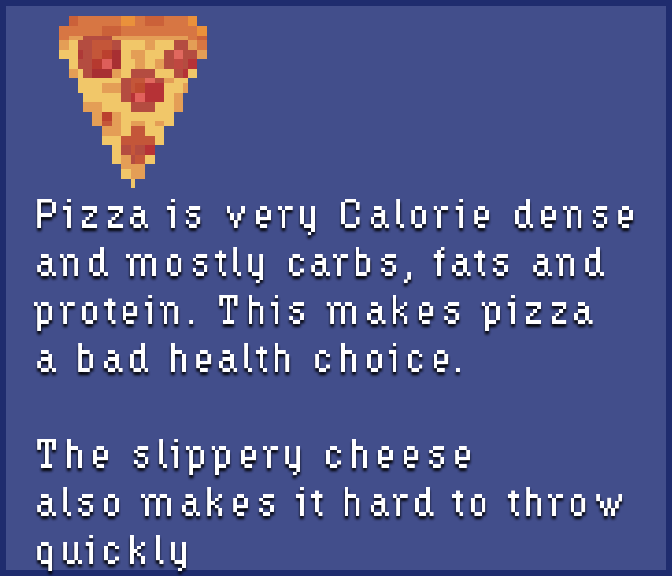 Pizza is very Calorie dense
and mostly carbs, fats and
protein. This makes pizza
a bad health choice.
The slippery cheese
also makes it hard to throw
quickly